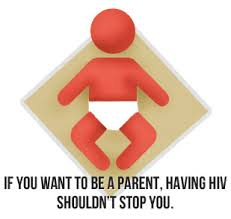 IF YOU WANT TO BE A PARENT, HAVING HIV
SHOULDN'T STOP YOU.